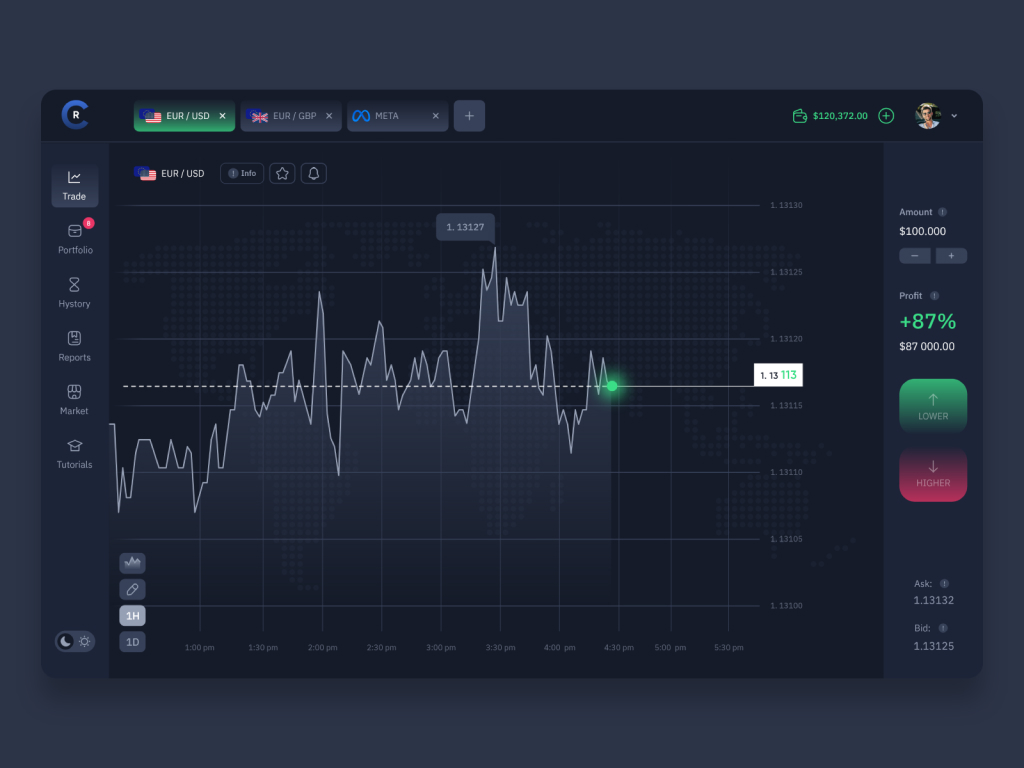 R
EUR / USD ×
EUR / GBP ×
META ×
+
$120,372.00
Trade
6
Portfolio
Hystory
Reports
Market
Tutorials
EUR / USD
Info
1. 13130
1. 13127
1. 13125
1. 13120
1. 13 113
1. 13115
1. 13110
1. 13105
1. 13100
1H
1D
1:00 pm
1:30 pm
2:00 pm
2:30 pm
3:00 pm
3:30 pm
4:00 pm
4:30 pm
5:00 pm
5:30 pm
Amount
$100.000
− +
Profit
+87%
$87 000.00
LOWER
HIGHER
Ask:
1.13132
Bid:
1.13125